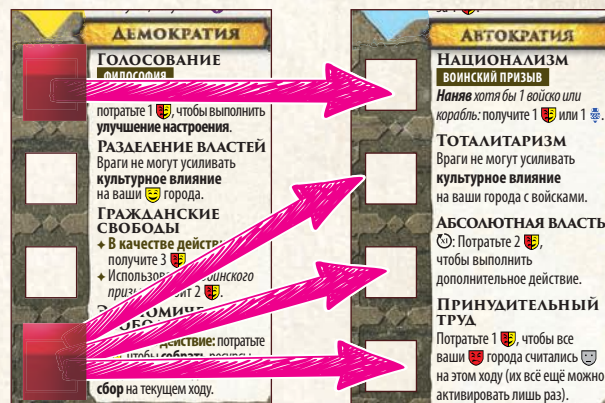 ДЕМОКРАТИЯ
ГОЛОСОВАНИЕ
ФИЛОСОФИЯ
потратьте 1, чтобы выполнить
улучшение настроения.
РАЗДЕЛЕНИЕ ВЛАСТЕЙ
Враги не могут усиливать
культурное влияние
на ваши города.
ГРАЖДАНСКИЕ
СВОБОДЫ
В качестве действ
получите 3
Использов воинского
приз ит 2
действие: потратьте
чтобы собрать ресурсы
сбор на текущем ходу.
АВТОКРАТИЯ
НАЦИОНАЛИЗМ
ВОИНСКИЙ ПРИЗЫВ
Наняв хотя бы 1 войско или
корабль: получите 1 или 1.
ТОТАЛИТАРИЗМ
Враги не могут усиливать
культурное влияние
на ваши города с войсками.
АБСОЛЮТНАЯ ВЛАСТЬ
: Потратьте 2,
чтобы выполнить
дополнительное действие.
ПРИНУДИТЕЛЬНЫЙ
ТРУД
Потратьте 1, чтобы все
ваши города считались
на этом ходу (их всё ещё можно
активировать лишь раз).